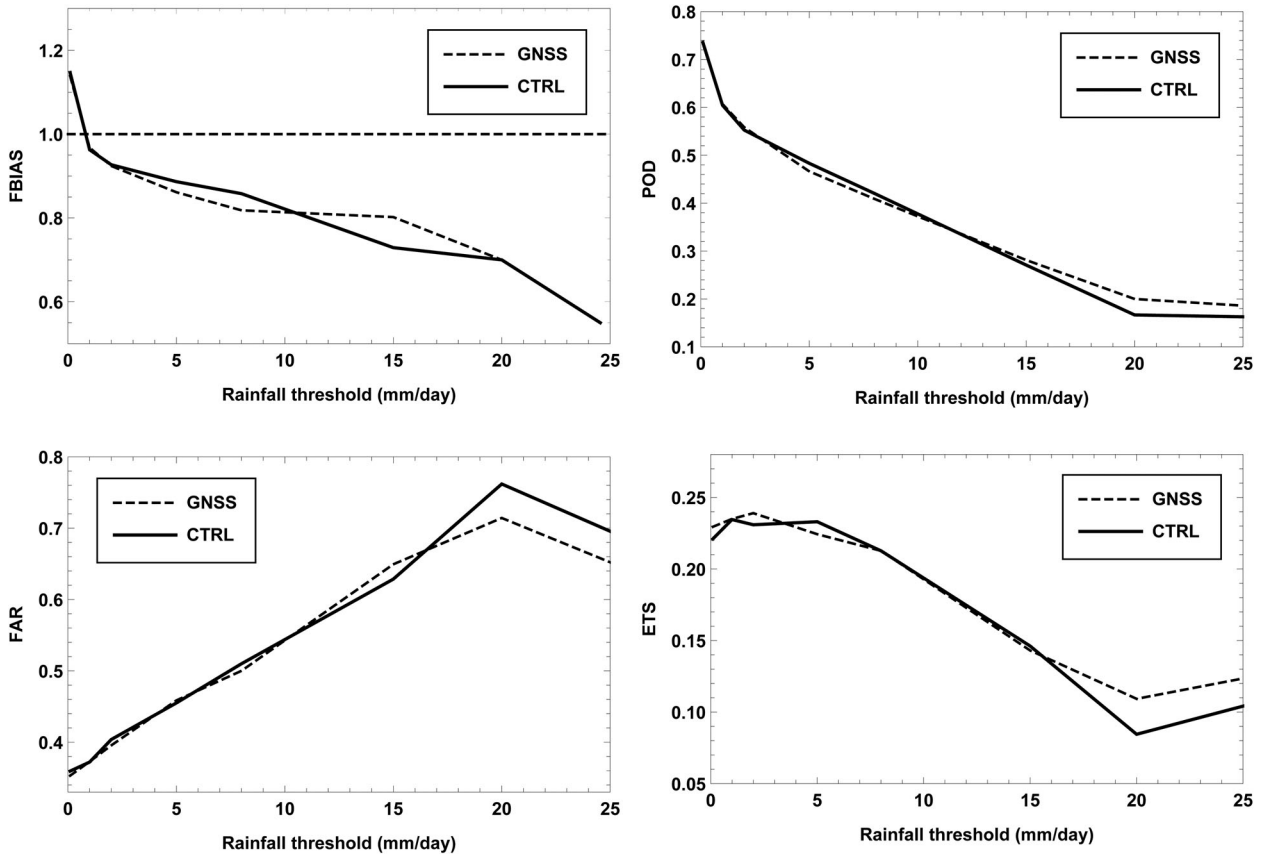 FBIAS
1.2
1.0
0.8
0.6
GNSS
CTRL
0 5 10 15 20 25
Rainfall threshold (mm/day)
POD
0.8
0.7
0.6
0.5
0.4
0.3
0.2
0.1
GNSS
CTRL
0 5 10 15 20 25
Rainfall threshold (mm/day)
FAR
0.8
0.7
0.6
0.5
0.4
GNSS
CTRL
0 5 10 15 20 25
Rainfall threshold (mm/day)
ETS
0.25
0.20
0.15
0.10
0.05
GNSS
CTRL
0 5 10 15 20 25
Rainfall threshold (mm/day)